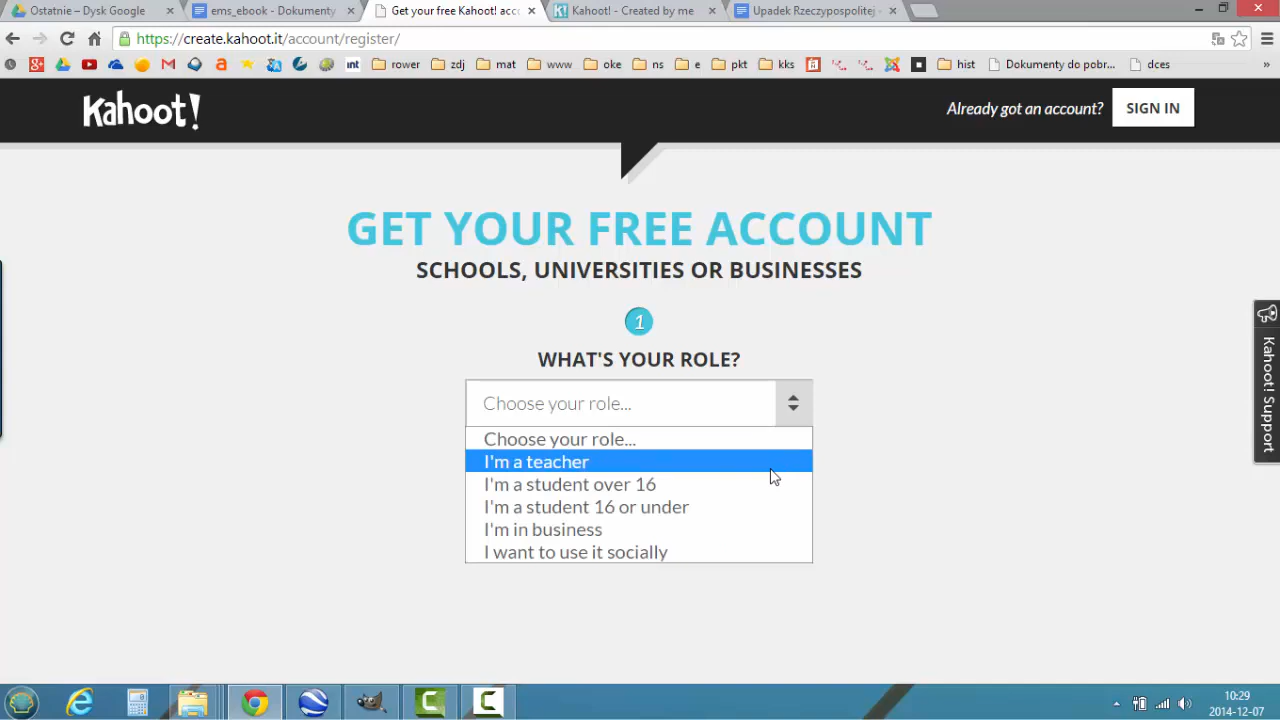 Ostatnie – Dysk Google
ems_ebook - Dokumenty
Get your free Kahoot! acc
Kahoot! - Created by me
Upadek Rzeczypospolitej -
https://create.kahoot.it/account/register/
int
rower
zdj
mat
www
oke
ns
e
pkt
kks
hist
Dokumenty do pobr...
dces
»
Kahoot!
Already got an account?
SIGN IN
GET YOUR FREE ACCOUNT
SCHOOLS, UNIVERSITIES OR BUSINESSES
1
WHAT'S YOUR ROLE?
Choose your role...
Choose your role...
I'm a teacher
I'm a student over 16
I'm a student 16 or under
I'm in business
I want to use it socially
Kahoot! Support
10:29
2014-12-07